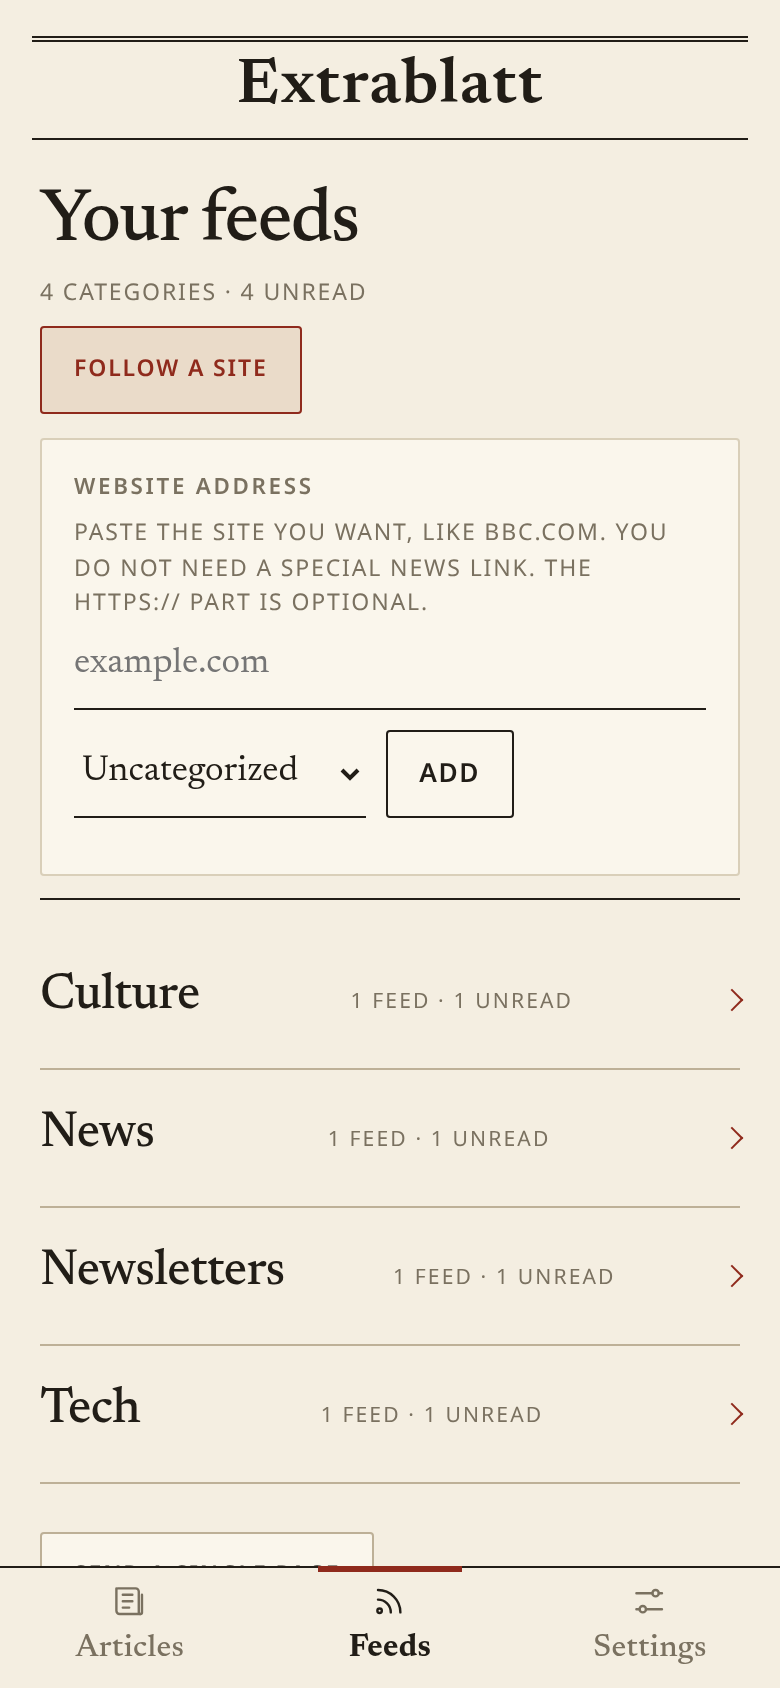 Extrablatt
Your feeds
4 CATEGORIES · 4 UNREAD
FOLLOW A SITE
WEBSITE ADDRESS
PASTE THE SITE YOU WANT, LIKE BBC.COM. YOU
DO NOT NEED A SPECIAL NEWS LINK. THE
HTTPS:// PART IS OPTIONAL.
example.com
Uncategorized
ADD
Culture 1 FEED · 1 UNREAD
News 1 FEED · 1 UNREAD
Newsletters 1 FEED · 1 UNREAD
Tech 1 FEED · 1 UNREAD
Articles Feeds Settings